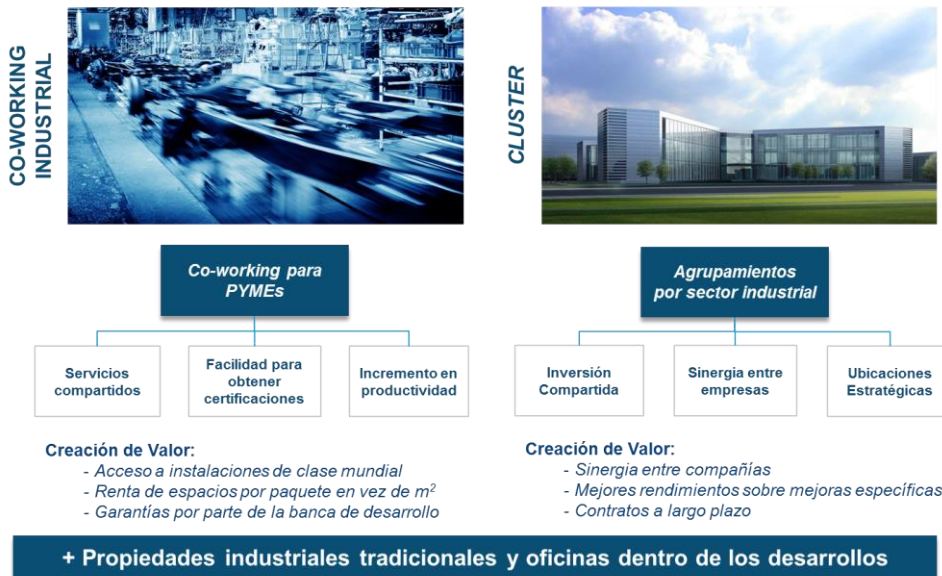 CO-WORKING
INDUSTRIAL
Co-working para
PYMEs
Servicios
compartidos
Facilidad para
obtener
certificaciones
Incremento en
productividad
Creación de Valor:
- Acceso a instalaciones de clase mundial
- Renta de espacios por paquete en vez de m²
- Garantías por parte de la banca de desarrollo
CLUSTER
Agrupamientos
por sector industrial
Inversión
Compartida
Sinergia entre
empresas
Ubicaciones
Estratégicas
Creación de Valor:
- Sinergia entre compañías
- Mejores rendimientos sobre mejoras específicas
- Contratos a largo plazo
+ Propiedades industriales tradicionales y oficinas dentro de los desarrollos